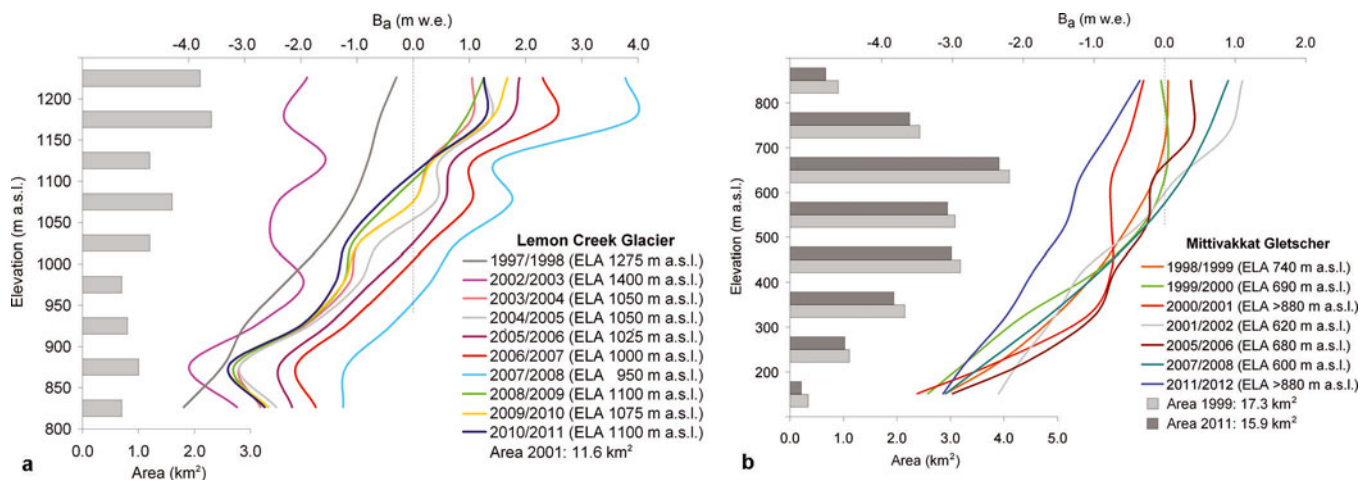 Ba (m w.e.)
-4.0 -3.0 -2.0 -1.0 0.0 1.0 2.0 3.0 4.0
Elevation (m a.s.l.)
1200
1150
1100
1050
1000
950
900
850
800
0.0 1.0 2.0 3.0
Area (km²)
Lemon Creek Glacier
1997/1998 (ELA 1275 m a.s.l.)
2002/2003 (ELA 1400 m a.s.l.)
2003/2004 (ELA 1050 m a.s.l.)
2004/2005 (ELA 1050 m a.s.l.)
2005/2006 (ELA 1025 m a.s.l.)
2006/2007 (ELA 1000 m a.s.l.)
2007/2008 (ELA 950 m a.s.l.)
2008/2009 (ELA 1100 m a.s.l.)
2009/2010 (ELA 1075 m a.s.l.)
2010/2011 (ELA 1100 m a.s.l.)
Area 2001: 11.6 km²
a
Ba (m w.e.)
-4.0 -3.0 -2.0 -1.0 0.0 1.0 2.0
Elevation (m a.s.l.)
800
700
600
500
400
300
200
0.0 1.0 2.0 3.0 4.0 5.0
Area (km²)
Mittivakkat Gletscher
1998/1999 (ELA 740 m a.s.l.)
1999/2000 (ELA 690 m a.s.l.)
2000/2001 (ELA >880 m a.s.l.)
2001/2002 (ELA 620 m a.s.l.)
2005/2006 (ELA 680 m a.s.l.)
2007/2008 (ELA 600 m a.s.l.)
2011/2012 (ELA >880 m a.s.l.)
Area 1999: 17.3 km²
Area 2011: 15.9 km²
b